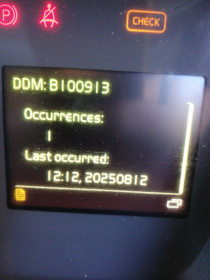 P
CHECK
DDM: B100913
Occurrences:
1
Last occurred:
12:12, 20250812